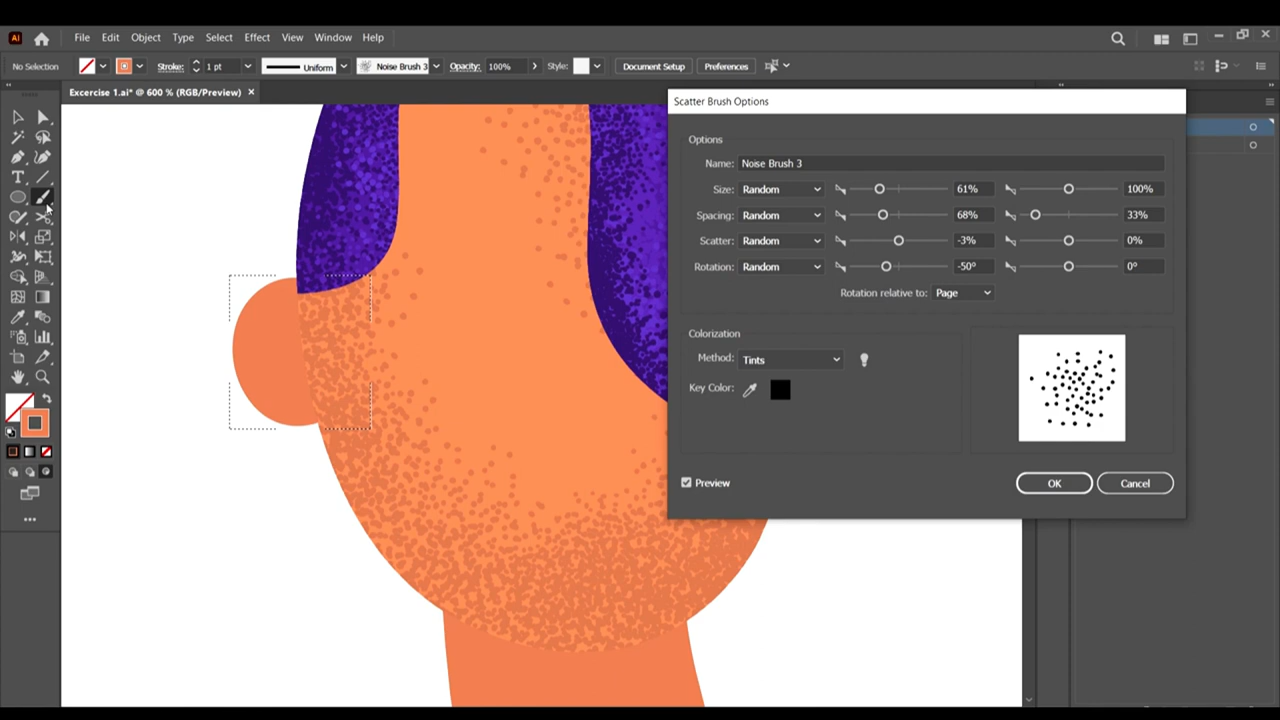 Ai File Edit Object Type Select Effect View Window Help
No Selection Stroke: 1 pt Uniform Noise Brush 3 Opacity: 100% Style: Document Setup Preferences
Excercise 1.ai* @ 600 % (RGB/Preview) ×
Scatter Brush Options
Options
Name: Noise Brush 3
Size: Random 61% 100%
Spacing: Random 68% 33%
Scatter: Random -3% 0%
Rotation: Random -50° 0°
Rotation relative to: Page
Colorization
Method: Tints
Key Color:
Preview OK Cancel